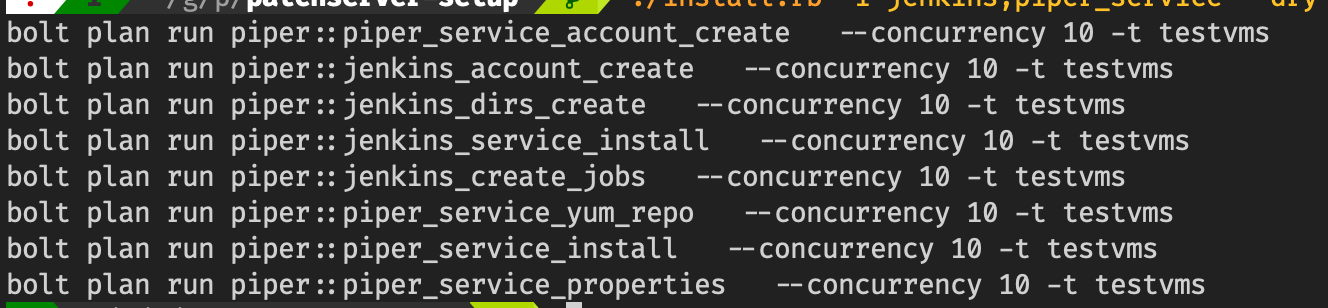 /g/p/patchserver-setup ./install.rb -i jenkins,piper_service --dry
bolt plan run piper::piper_service_account_create --concurrency 10 -t testvms
bolt plan run piper::jenkins_account_create --concurrency 10 -t testvms
bolt plan run piper::jenkins_dirs_create --concurrency 10 -t testvms
bolt plan run piper::jenkins_service_install --concurrency 10 -t testvms
bolt plan run piper::jenkins_create_jobs --concurrency 10 -t testvms
bolt plan run piper::piper_service_yum_repo --concurrency 10 -t testvms
bolt plan run piper::piper_service_install --concurrency 10 -t testvms
bolt plan run piper::piper_service_properties --concurrency 10 -t testvms